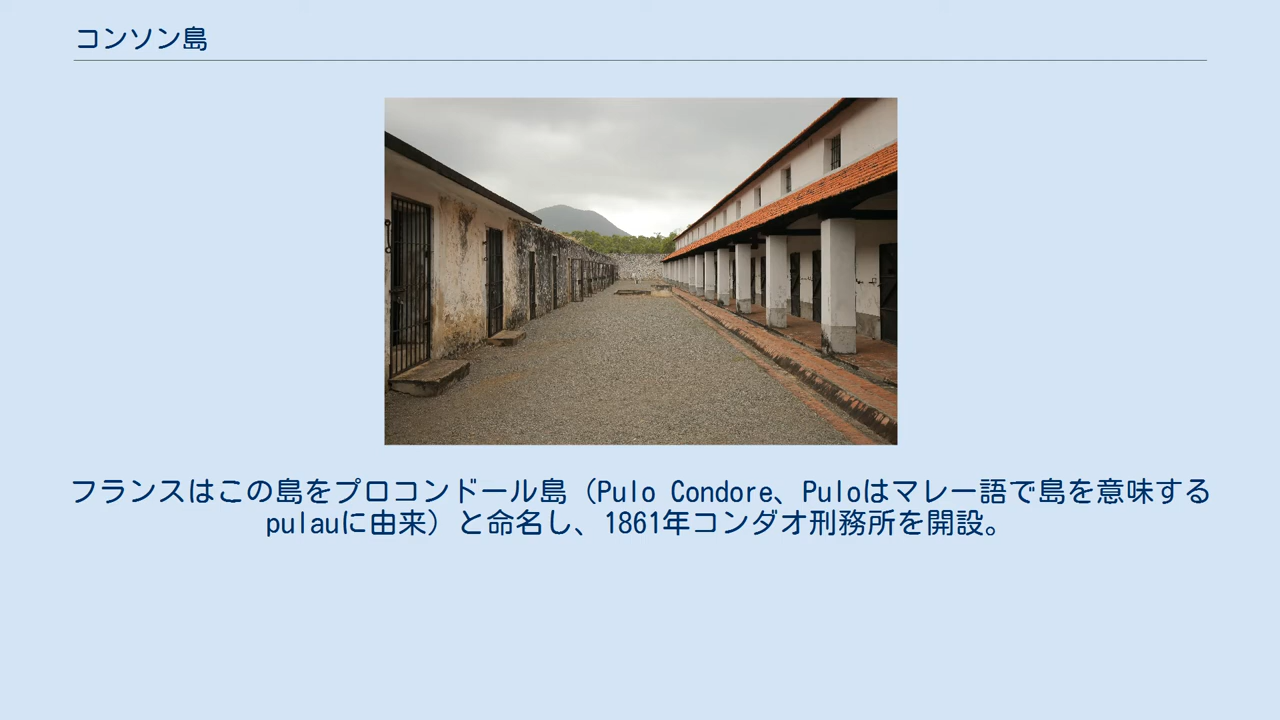 コンソン島
フランスはこの島をプロコンドール島（Pulo Condore、Puloはマレー語で島を意味する
pulauに由来）と命名し、1861年コンダオ刑務所を開設。